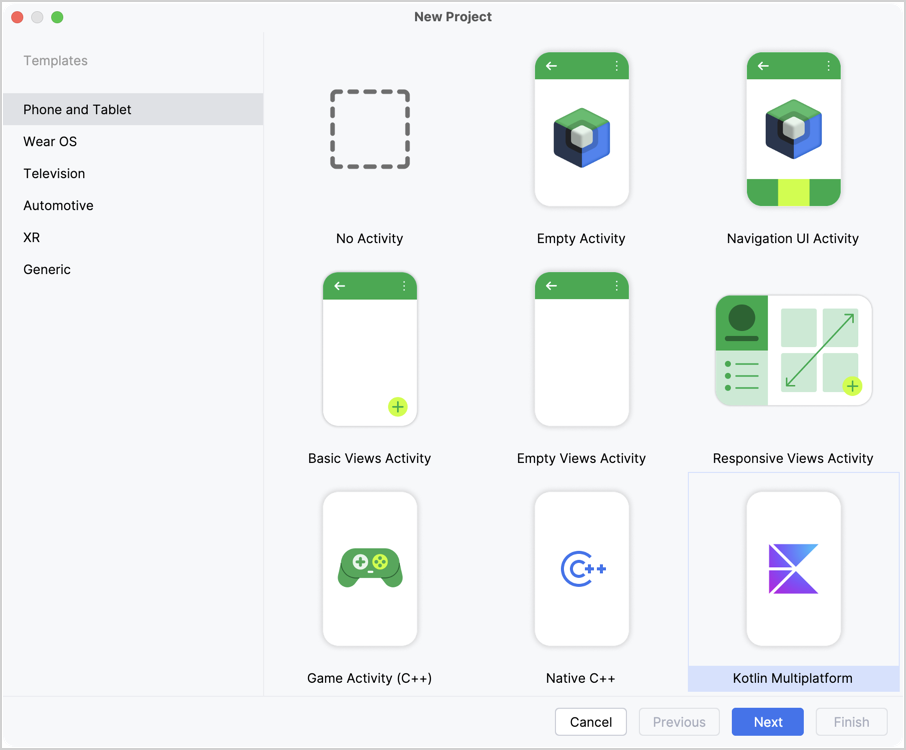 New Project
Templates
Phone and Tablet
Wear OS
Television
Automotive
XR
Generic
No Activity
Empty Activity
Navigation UI Activity
Basic Views Activity
Empty Views Activity
Responsive Views Activity
C++
Game Activity (C++)
Native C++
Kotlin Multiplatform
Cancel
Previous
Next
Finish